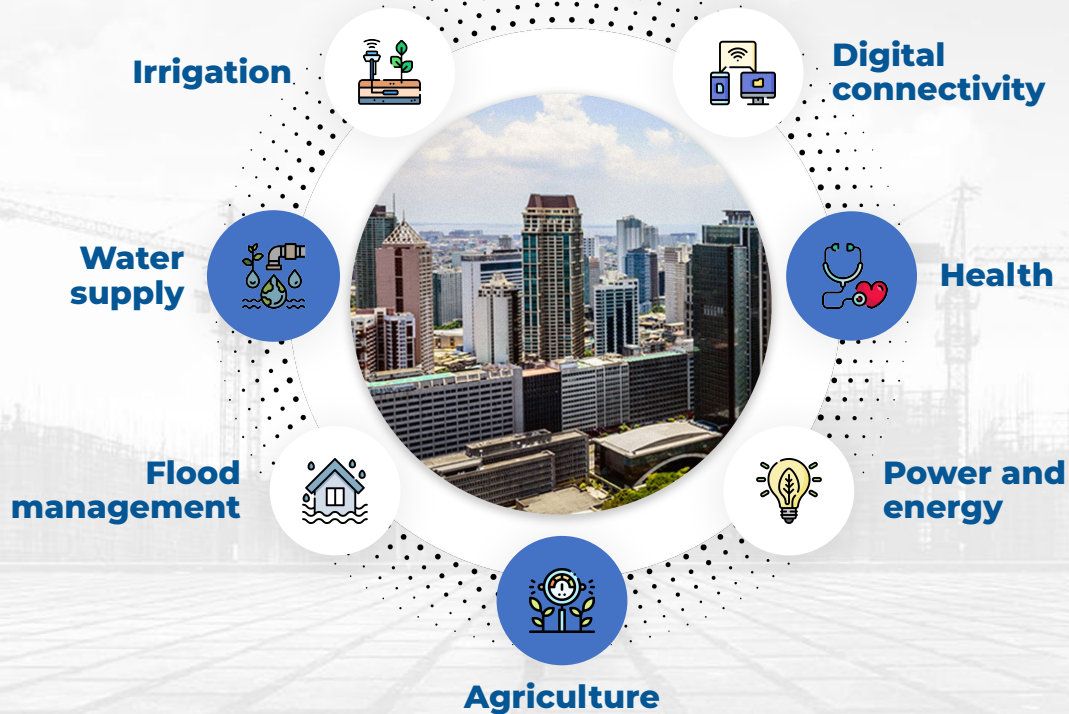 Irrigation
Digital
connectivity
Water
supply
Health
Flood
management
Power and
energy
Agriculture